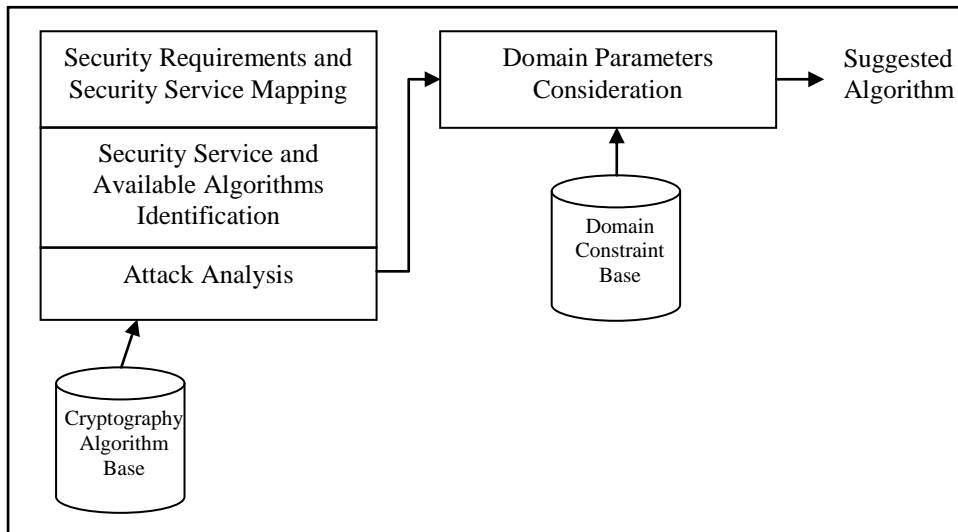 Security Requirements and
Security Service Mapping
Security Service and
Available Algorithms
Identification
Attack Analysis
Cryptography
Algorithm
Base
Domain Parameters
Consideration
Domain
Constraint
Base
Suggested
Algorithm